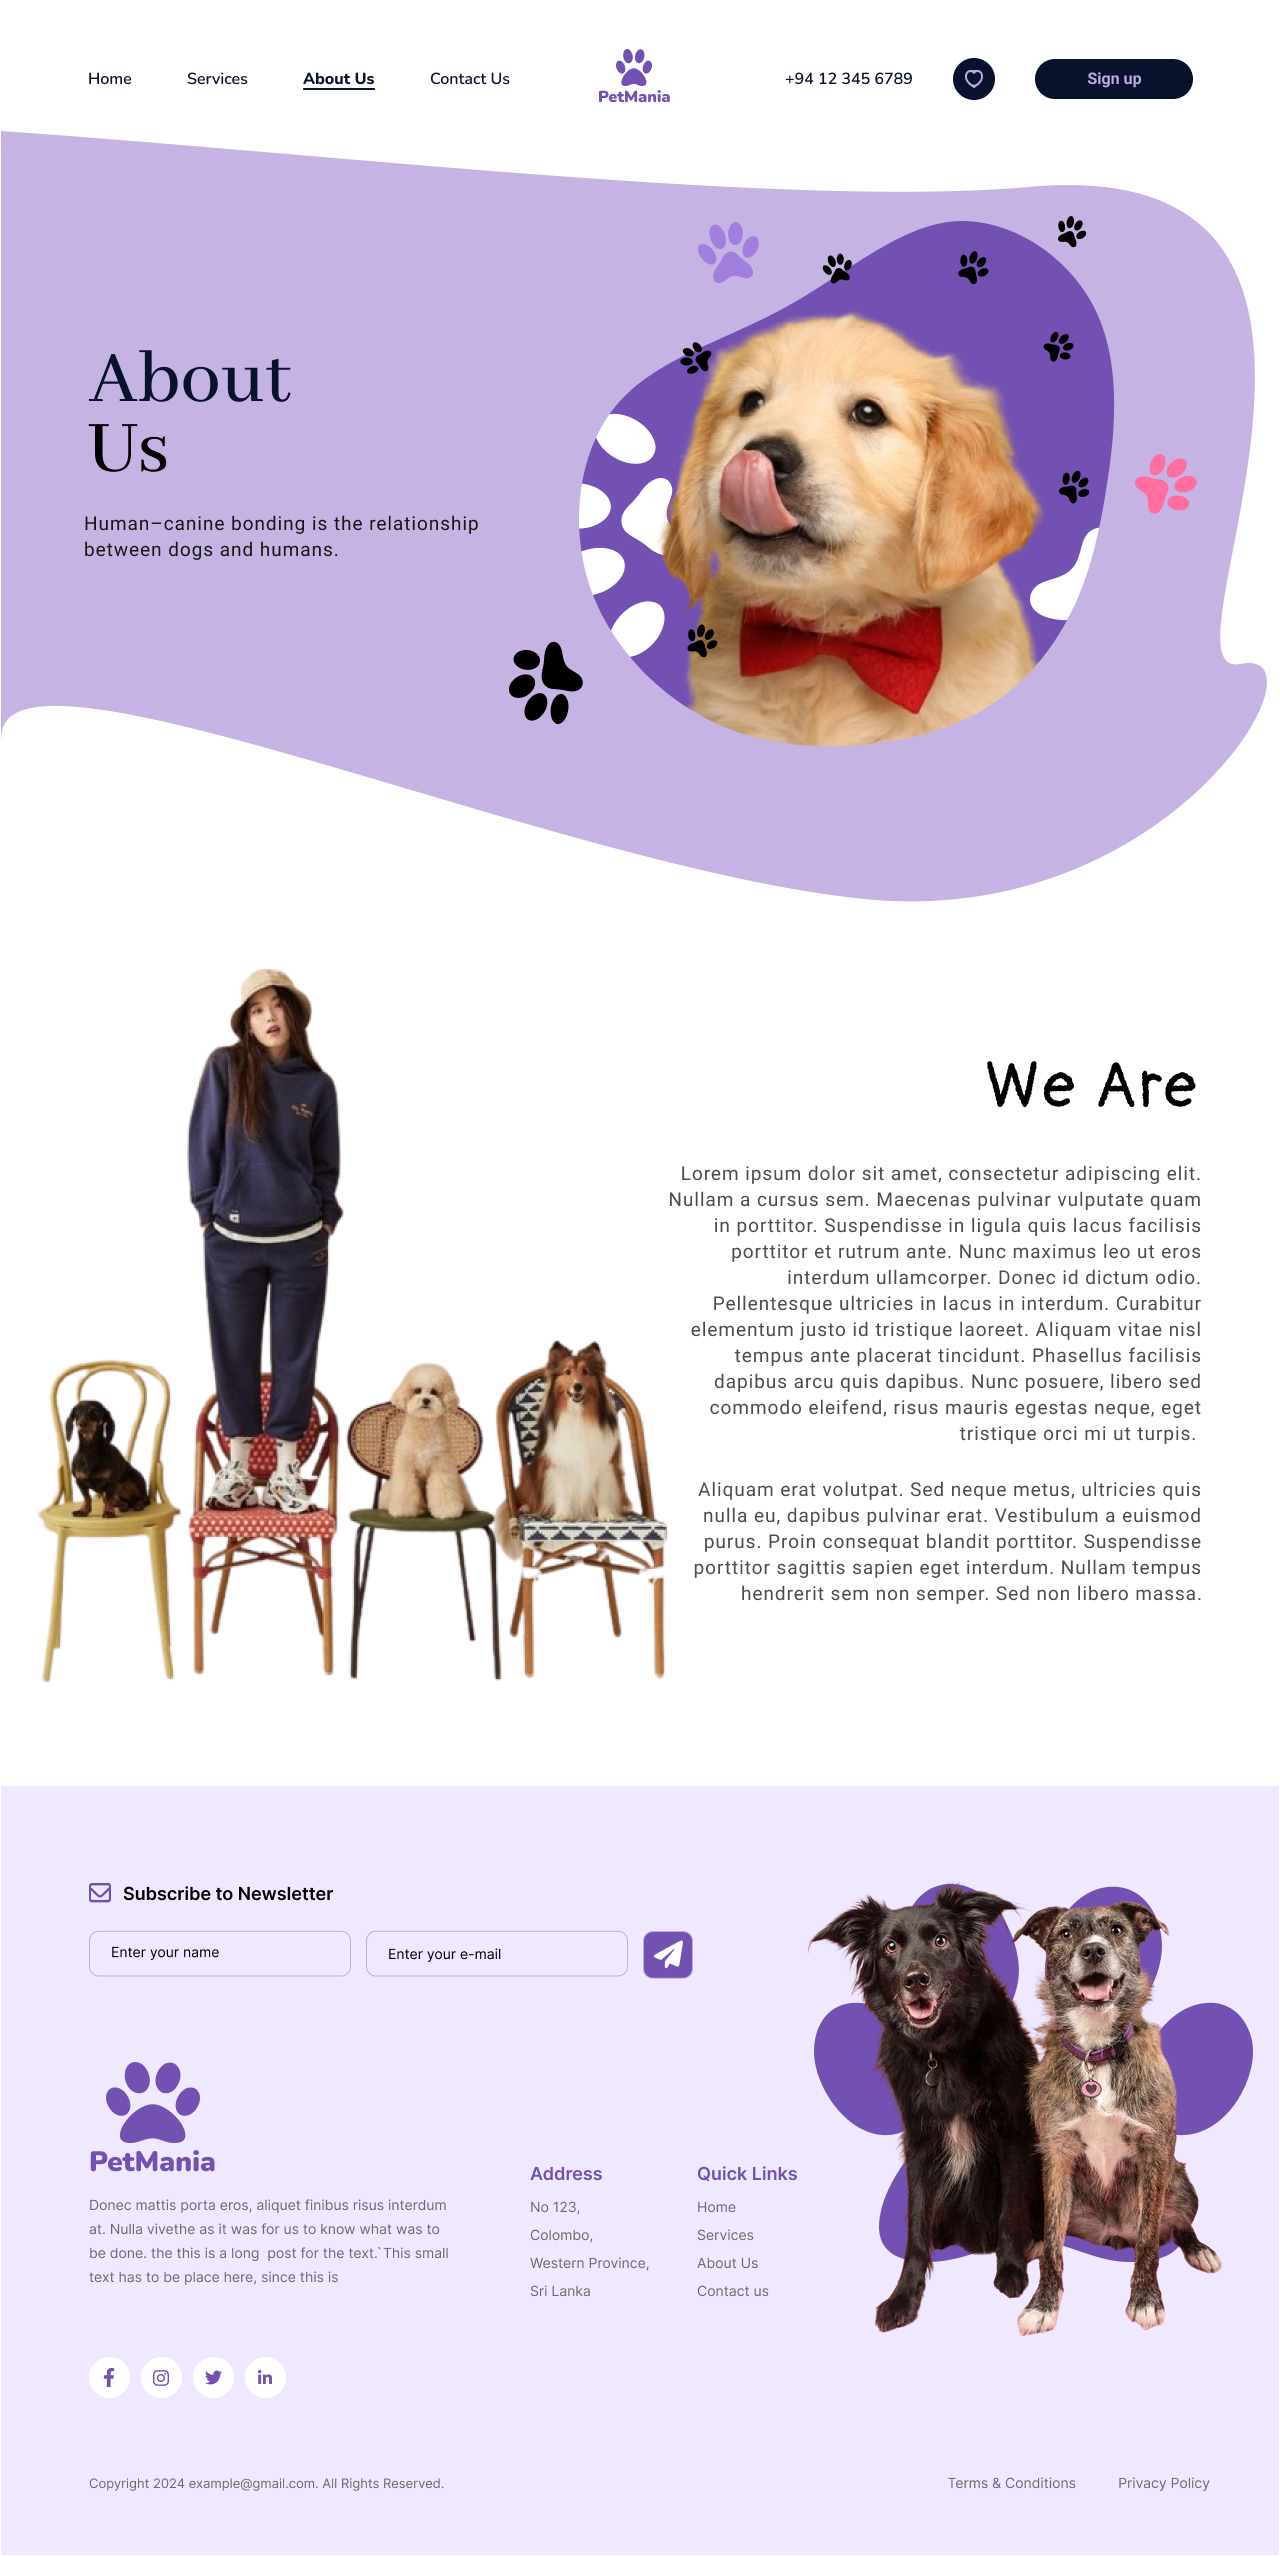 Home Services About Us Contact Us PetMania +94 12 345 6789 Sign up
About
Us
Human–canine bonding is the relationship
between dogs and humans.
We Are
Lorem ipsum dolor sit amet, consectetur adipiscing elit.
Nullam a cursus sem. Maecenas pulvinar vulputate quam
in porttitor. Suspendisse in ligula quis lacus facilisis
porttitor et rutrum ante. Nunc maximus leo ut eros
interdum ullamcorper. Donec id dictum odio.
Pellentesque ultricies in lacus in interdum. Curabitur
elementum justo id tristique laoreet. Aliquam vitae nisl
tempus ante placerat tincidunt. Phasellus facilisis
dapibus arcu quis dapibus. Nunc posuere, libero sed
commodo eleifend, risus mauris egestas neque, eget
tristique orci mi ut turpis.
Aliquam erat volutpat. Sed neque metus, ultricies quis
nulla eu, dapibus pulvinar erat. Vestibulum a euismod
purus. Proin consequat blandit porttitor. Suspendisse
porttitor sagittis sapien eget interdum. Nullam tempus
hendrerit sem non semper. Sed non libero massa.
Subscribe to Newsletter
Enter your name
Enter your e-mail
PetMania
Donec mattis porta eros, aliquet finibus risus interdum
at. Nulla vivethe as it was for us to know what was to
be done. the this is a long  post for the text.`This small
text has to be place here, since this is
Address
No 123,
Colombo,
Western Province,
Sri Lanka
Quick Links
Home
Services
About Us
Contact us
Copyright 2024 example@gmail.com. All Rights Reserved.
Terms & Conditions
Privacy Policy